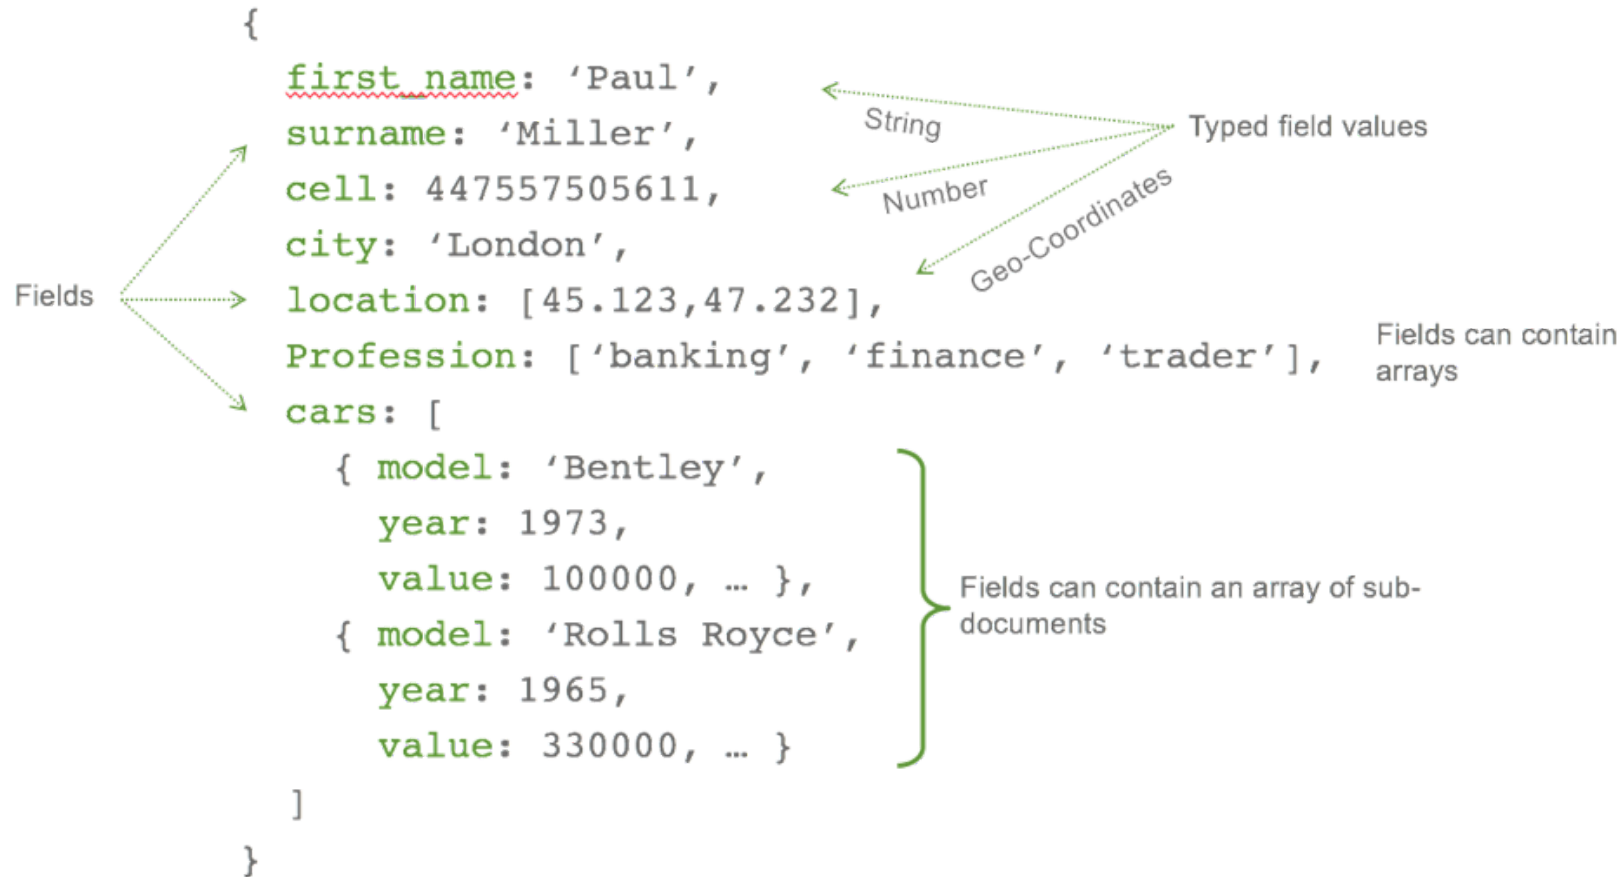 {
first_name: ‘Paul’,
surname: ‘Miller’,
cell: 447557505611,
city: ‘London’,
location: [45.123,47.232],
Profession: [‘banking’, ‘finance’, ‘trader’],
cars: [
{ model: ‘Bentley’,
year: 1973,
value: 100000, … },
{ model: ‘Rolls Royce’,
year: 1965,
value: 330000, … }
]
}
Fields
String
Number
Geo-Coordinates
Typed field values
Fields can contain
arrays
Fields can contain an array of sub-
documents